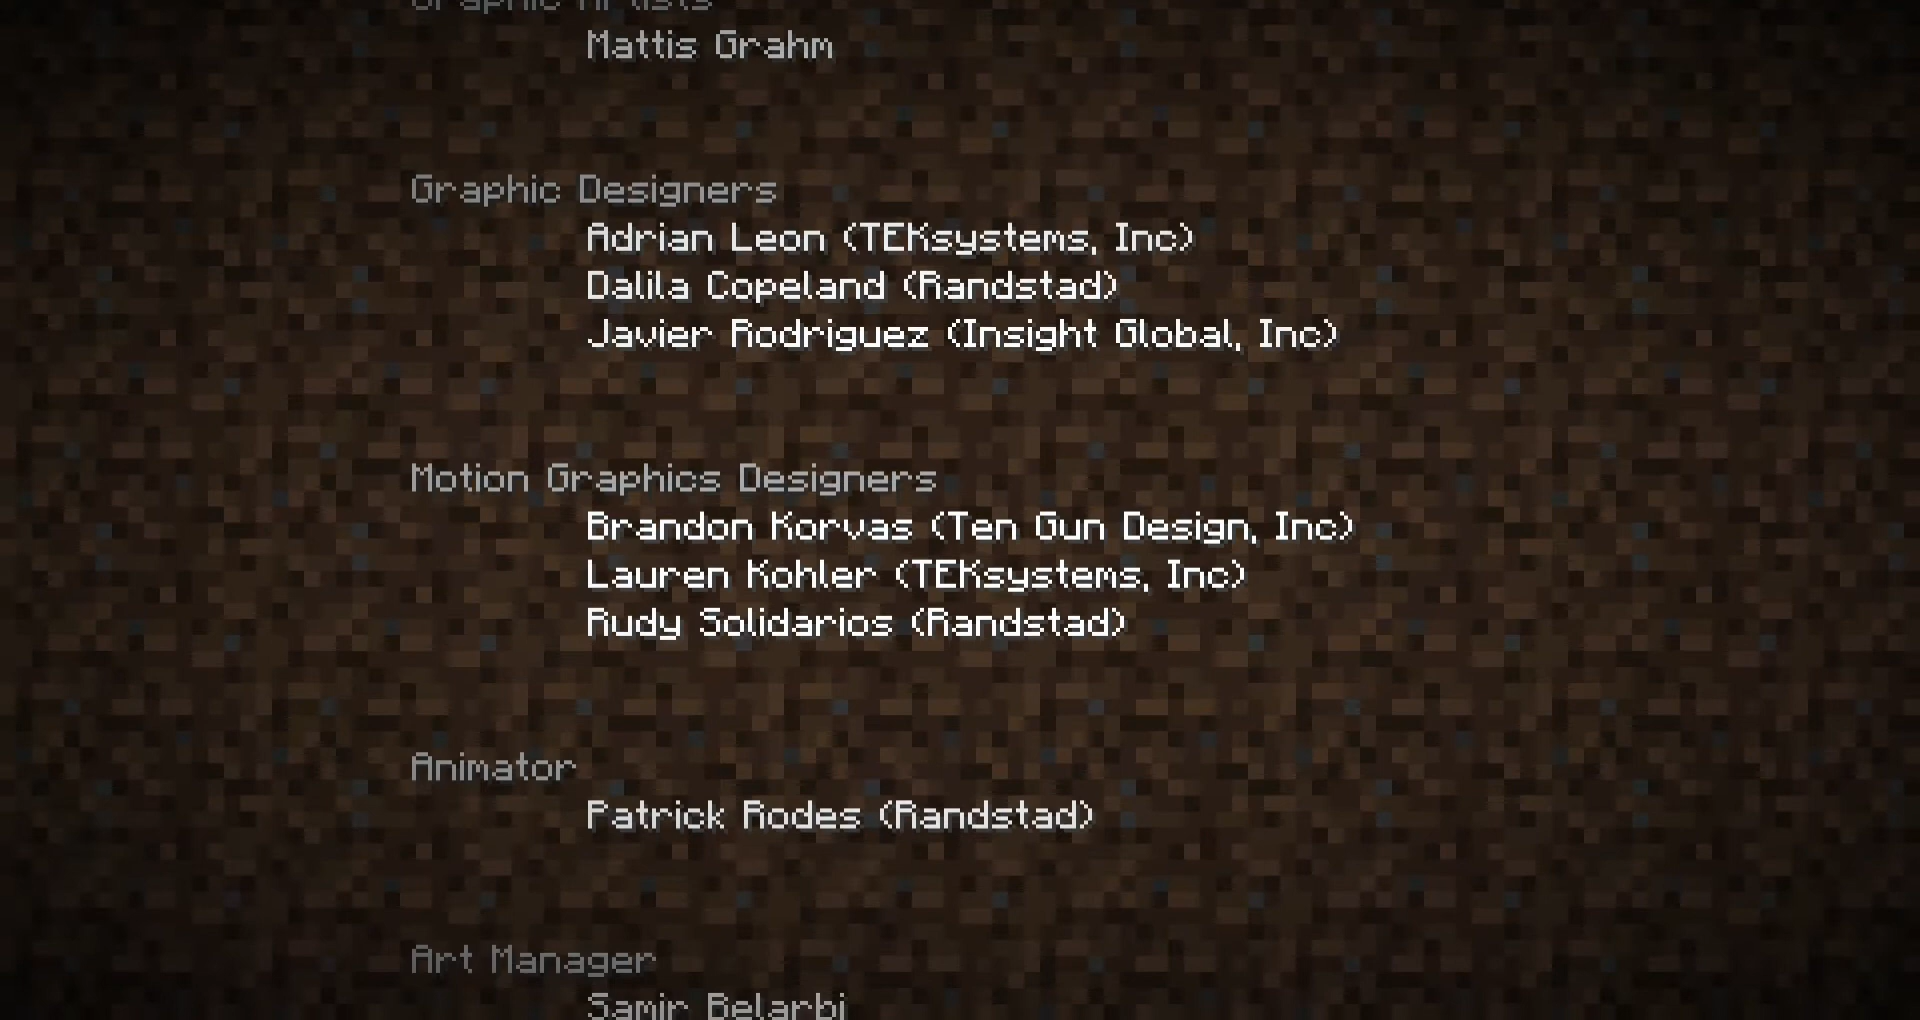 Graphic Artists
Mattis Grahm
Graphic Designers
Adrian Leon (TEKsystems, Inc)
Dalila Copeland (Randstad)
Javier Rodriguez (Insight Global, Inc)
Motion Graphics Designers
Brandon Korvas (Ten Gun Design, Inc)
Lauren Kohler (TEKsystems, Inc)
Rudy Solidarios (Randstad)
Animator
Patrick Rodes (Randstad)
Art Manager
Samir Belarbi